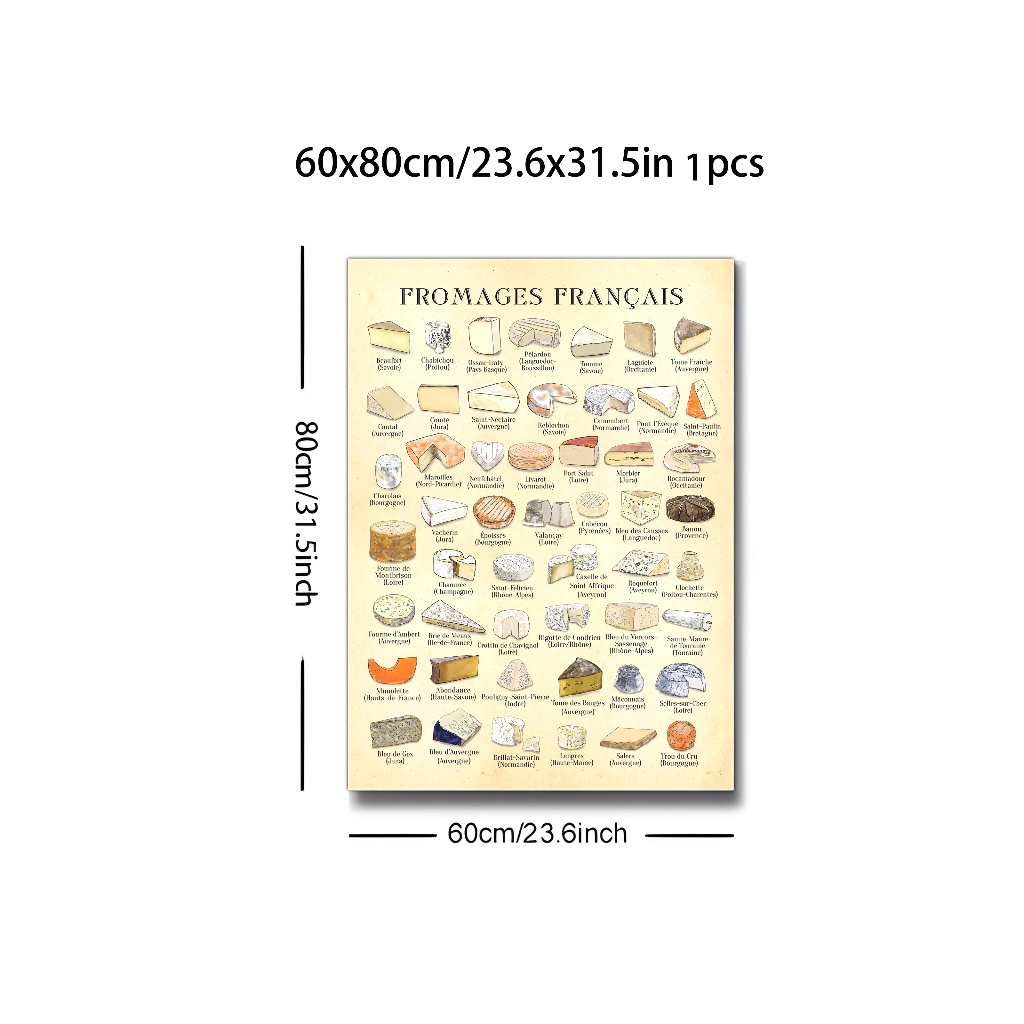 60x80cm/23.6x31.5in 1pcs
80cm/31.5inch
FROMAGES FRANÇAIS
Beaufort
(Savoie)
Chabichou
(Poitou)
Ossau-Iraty
(Pays Basque)
Pélardon
(Languedoc-
Roussillon)
Tomme
(Savoie)
Laguiole
(Occitanie)
Tome Fraiche
(Auvergne)
Cantal
(Auvergne)
Comté
(Jura)
Saint-Nectaire
(Auvergne)
Reblochon
(Savoie)
Camembert
(Normandie)
Pont l'Évêque
(Normandie)
Saint-Paulin
(Bretagne)
Charolais
(Bourgogne)
Maroilles
(Nord-Picardie)
Neufchâtel
(Normandie)
Livarot
(Normandie)
Port Salut
(Loire)
Morbier
(Jura)
Rocamadour
(Occitanie)
Fourme de
Montbrison
(Loire)
Vacherin
(Jura)
Époisses
(Bourgogne)
Valançay
(Loire)
Cabécou
(Pyrénées)
Bleu des Causses
(Languedoc)
Banon
(Provence)
Chaource
(Champagne)
Saint-Félicien
(Rhône-Alpes)
Caxelle de
Saint Affrique
(Aveyron)
Roquefort
(Aveyron)
Clochette
(Poitou-Charentes)
Fourme d'Ambert
(Auvergne)
Brie de Meaux
(Île-de-France)
Crottin de Chavignol
(Loire)
Rigotte de Condrieu
(Loire/Rhône)
Bleu du Vercors-
Sassenage
(Rhône-Alpes)
Sainte-Maure
de Touraine
(Touraine)
Mimolette
(Hauts-de-France)
Abondance
(Haute-Savoie)
Pouligny-Saint-Pierre
(Indre)
Tome des Bauges
(Auvergne)
Mâconnais
(Bourgogne)
Selles-sur-Cher
(Loire)
Bleu de Gex
(Jura)
Bleu d'Auvergne
(Auvergne)
Brillat-Savarin
(Normandie)
Langres
(Haute-Marne)
Salers
(Auvergne)
Trou du Cru
(Bourgogne)
60cm/23.6inch